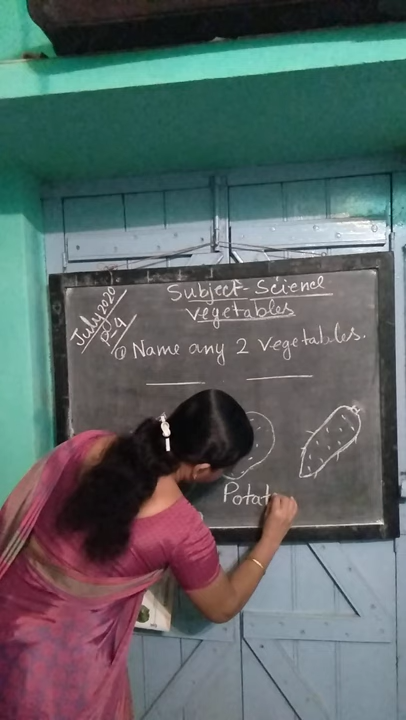 July 2020
P-4
Subject-Science
Vegetables
① Name any 2 Vegetables.
Potat